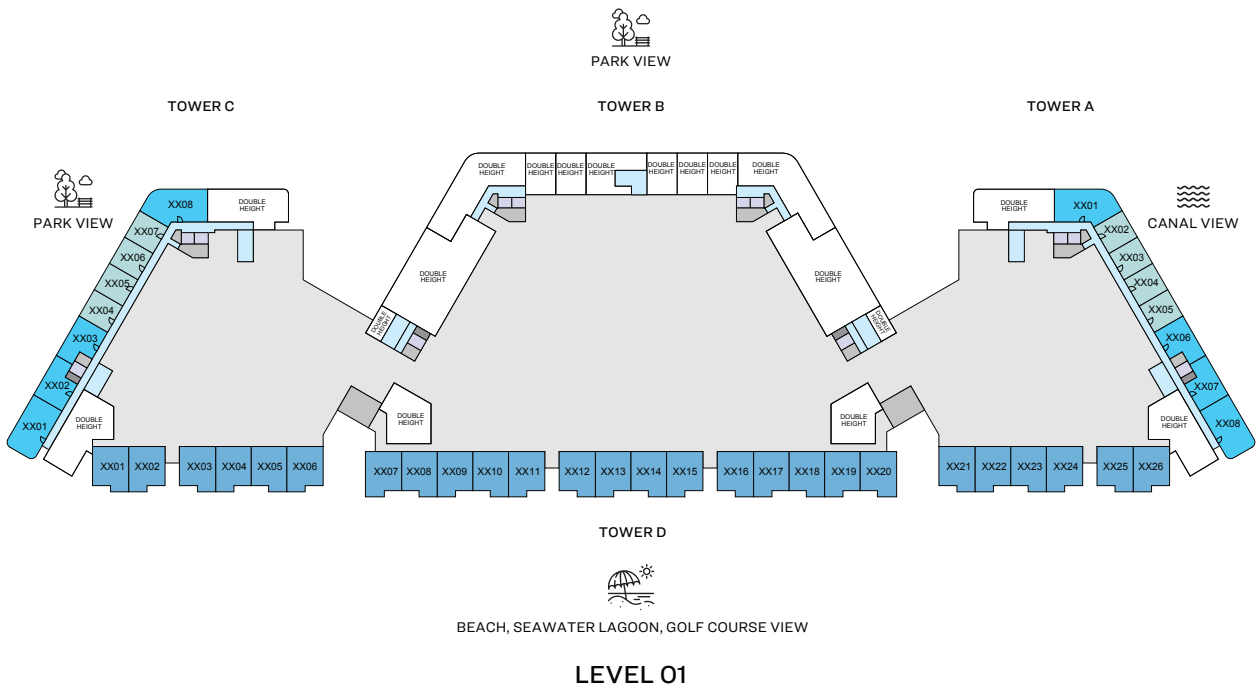 PARK VIEW
TOWER C
TOWER B
TOWER A
PARK VIEW
CANAL VIEW
DOUBLE
HEIGHT
DOUBLE
HEIGHT
DOUBLE
HEIGHT
DOUBLE
HEIGHT
DOUBLE
HEIGHT
DOUBLE
HEIGHT
DOUBLE
HEIGHT
DOUBLE
HEIGHT
XX08
DOUBLE
HEIGHT
XX07
XX06
XX05
XX04
XX03
XX02
XX01
DOUBLE
HEIGHT
DOUBLE
HEIGHT
DOUBLE
HEIGHT
DOUBLE
HEIGHT
DOUBLE
HEIGHT
DOUBLE
HEIGHT
DOUBLE
HEIGHT
DOUBLE
HEIGHT
XX01
XX02
XX03
XX04
XX05
XX06
XX07
XX08
DOUBLE
HEIGHT
XX01
XX02
XX03
XX04
XX05
XX06
XX07
XX08
XX09
XX10
XX11
XX12
XX13
XX14
XX15
XX16
XX17
XX18
XX19
XX20
XX21
XX22
XX23
XX24
XX25
XX26
TOWER D
BEACH, SEAWATER LAGOON, GOLF COURSE VIEW
LEVEL 01